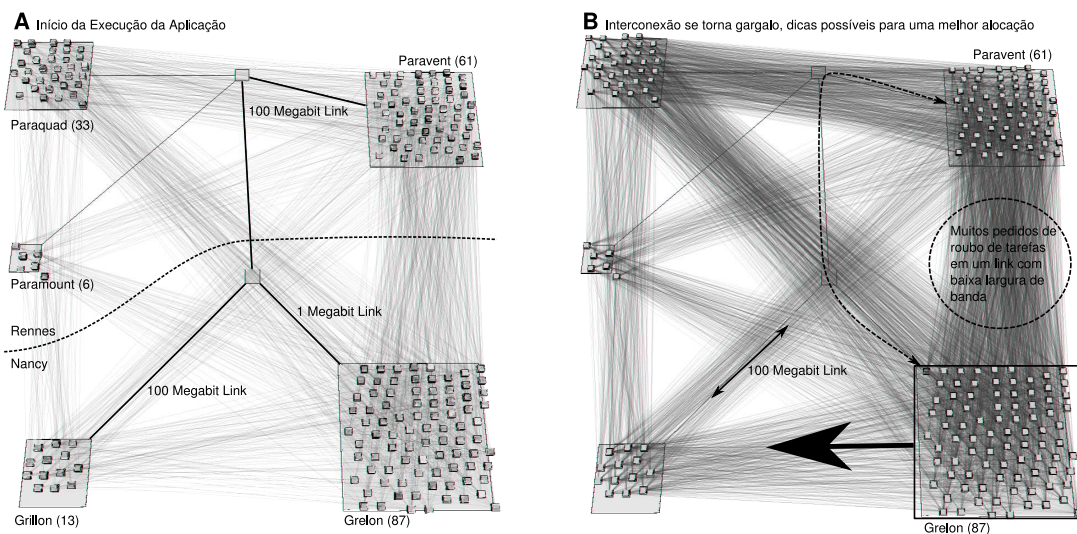 A Início da Execução da Aplicação
Paravent (61)
100 Megabit Link
Paraquad (33)
Paramount (6)
1 Megabit Link
Rennes
Nancy
100 Megabit Link
Grillon (13)
Grelon (87)
B Interconexão se torna gargalo, dicas possíveis para uma melhor alocação
Paravent (61)
Muitos pedidos de
roubo de tarefas
em um link com
baixa largura de
banda
100 Megabit Link
Grelon (87)